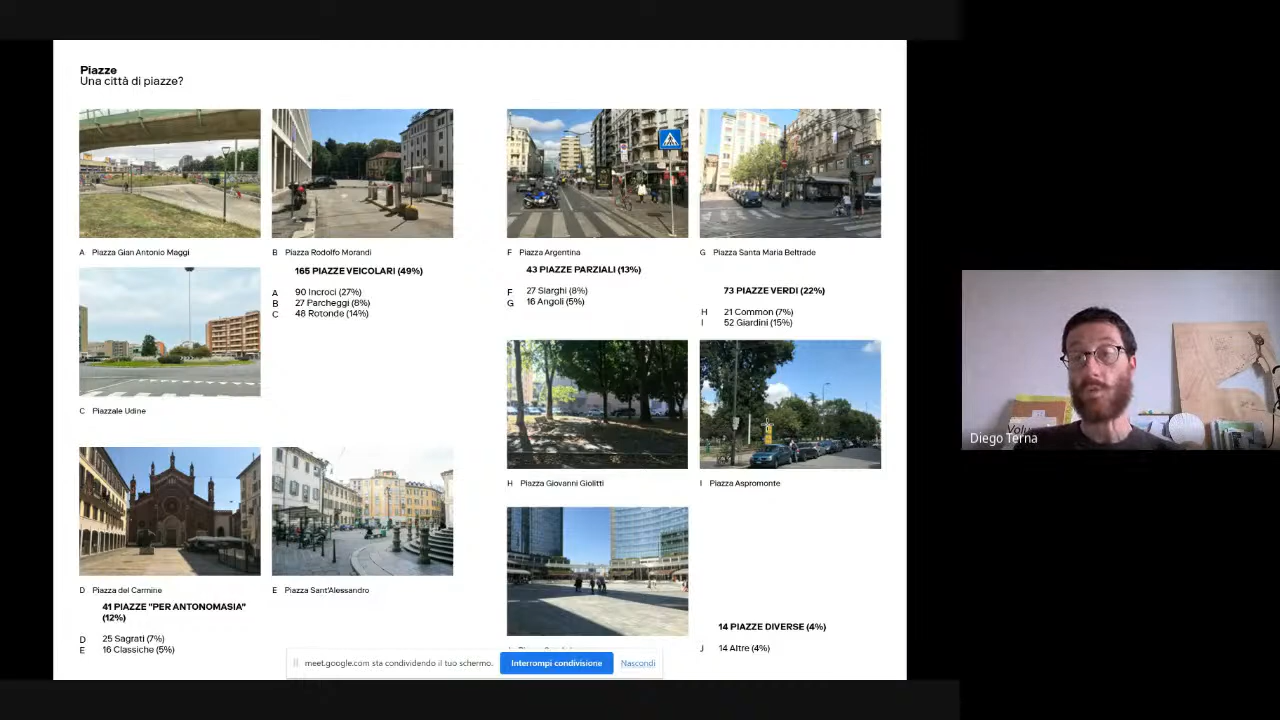 Piazze
Una città di piazze?
A Piazza Gian Antonio Maggi
B Piazza Rodolfo Morandi
165 PIAZZE VEICOLARI (49%)
A 90 Incroci (27%)
B 27 Parcheggi (8%)
C 48 Rotonde (14%)
C Piazzale Udine
F Piazza Argentina
G Piazza Santa Maria Beltrade
43 PIAZZE PARZIALI (13%)
F 27 Slarghi (8%)
G 16 Angoli (5%)
73 PIAZZE VERDI (22%)
H 21 Common (7%)
I 52 Giardini (15%)
H Piazza Giovanni Giolitti
I Piazza Aspromonte
D Piazza del Carmine
E Piazza Sant'Alessandro
41 PIAZZE "PER ANTONOMASIA"
(12%)
D 25 Sagrati (7%)
E 16 Classiche (5%)
14 PIAZZE DIVERSE (4%)
J 14 Altre (4%)
meet.google.com sta condividendo il tuo schermo.
Interrompi condivisione
Nascondi
Diego Terna